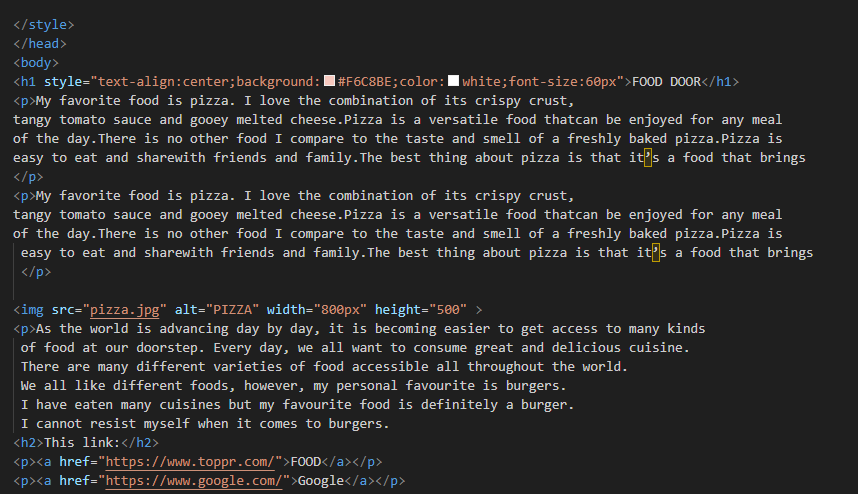 </style>
</head>
<body>
<h1 style="text-align:center;background:#F6C8BE;color:white;font-size:60px">FOOD DOOR</h1>
<p>My favorite food is pizza. I love the combination of its crispy crust,
tangy tomato sauce and gooey melted cheese.Pizza is a versatile food thatcan be enjoyed for any meal
of the day.There is no other food I compare to the taste and smell of a freshly baked pizza.Pizza is
easy to eat and sharewith friends and family.The best thing about pizza is that it’s a food that brings
</p>
<p>My favorite food is pizza. I love the combination of its crispy crust,
tangy tomato sauce and gooey melted cheese.Pizza is a versatile food thatcan be enjoyed for any meal
of the day.There is no other food I compare to the taste and smell of a freshly baked pizza.Pizza is
easy to eat and sharewith friends and family.The best thing about pizza is that it’s a food that brings
</p>
<img src="pizza.jpg" alt="PIZZA" width="800px" height="500" >
<p>As the world is advancing day by day, it is becoming easier to get access to many kinds
of food at our doorstep. Every day, we all want to consume great and delicious cuisine.
There are many different varieties of food accessible all throughout the world.
We all like different foods, however, my personal favourite is burgers.
I have eaten many cuisines but my favourite food is definitely a burger.
I cannot resist myself when it comes to burgers.
<h2>This link:</h2>
<p><a href="https://www.toppr.com/">FOOD</a></p>
<p><a href="https://www.google.com/">Google</a></p>